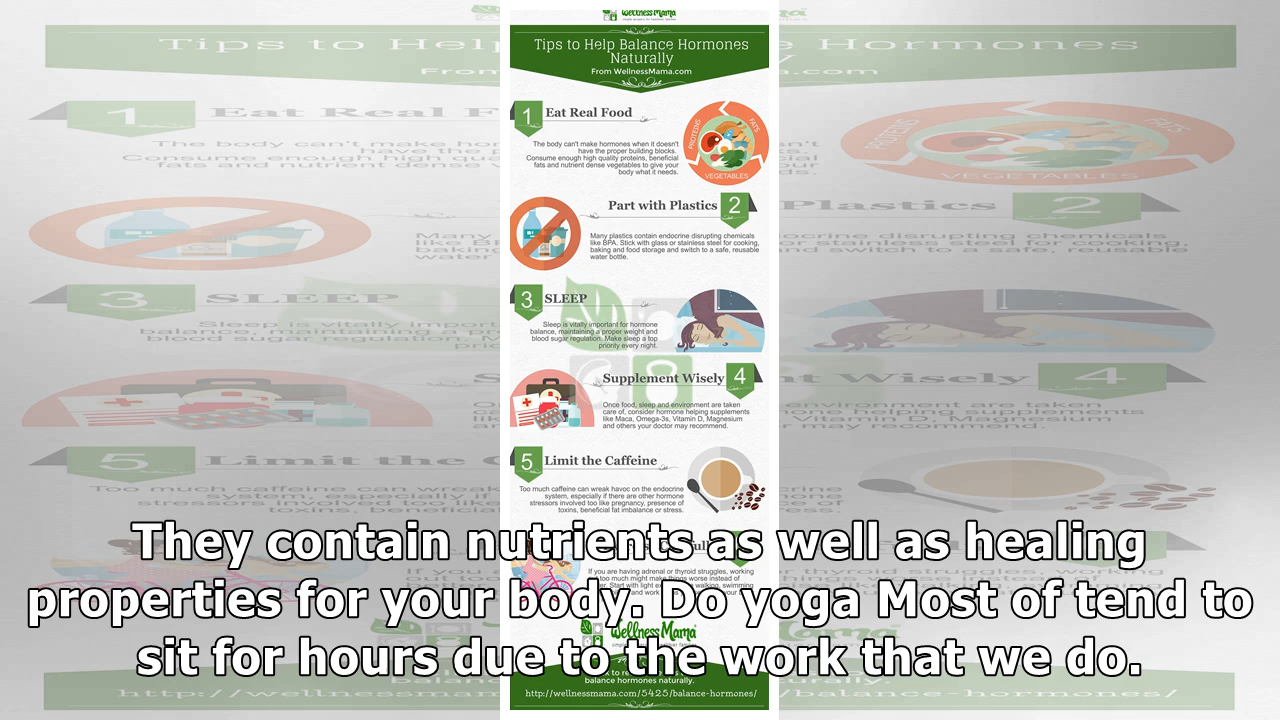 WellnessMama
Tips to Help Balance Hormones
Naturally
From WellnessMama.com
1 Eat Real Food
The body can't make hormones when it doesn't
have the proper building blocks.
Consume enough high quality proteins, beneficial
fats and nutrient dense vegetables to give your
body what it needs.
PROTEINS
FATS
VEGETABLES
Part with Plastics 2
Many plastics contain endocrine disrupting chemicals
like BPA. Stick with glass or stainless steel for cooking,
baking and food storage and switch to a safe, reusable
water bottle.
3 SLEEP
Sleep is vitally important for hormone
balance, maintaining a proper weight and
blood sugar regulation. Make sleep a top
priority every night.
Supplement Wisely 4
Once food, sleep and environment are taken
care of, consider hormone helping supplements
like Maca, Omega-3s, Vitamin D, Magnesium
and others your doctor may recommend.
5 Limit the Caffeine
Too much caffeine can wreak havoc on the endocrine
system, especially if there are other hormone
stressors involved too like pregnancy, presence of
toxins, beneficial fat imbalance or stress.
If you are having adrenal or thyroid struggles, working
too much might make things worse instead of
Start with light walking, swimming
They contain nutrients as well as healing
properties for your body. Do yoga Most of tend to
sit for hours due to the work that we do.
WellnessMama
balance hormones naturally.
http://wellnessmama.com/5425/balance-hormones/